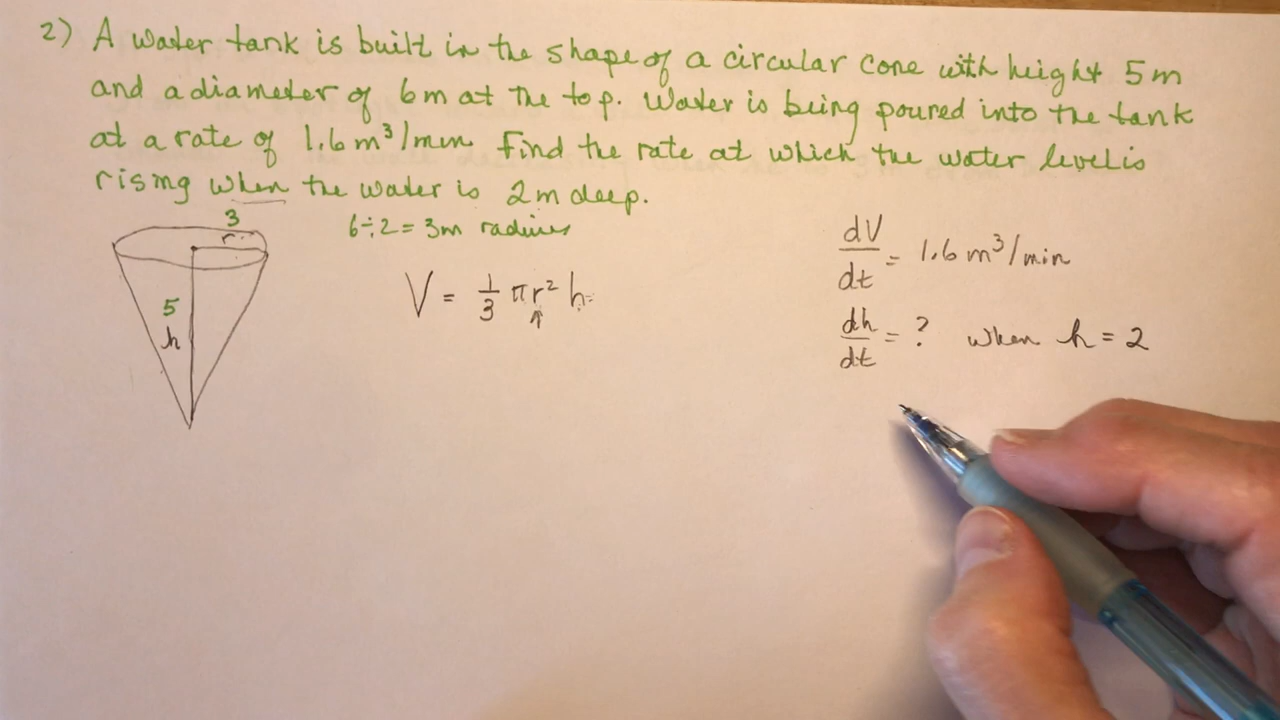 2) A water tank is built in the shape of a circular cone with height 5m
and a diameter of 6m at the top. Water is being poured into the tank
at a rate of 1.6 m³/min. Find the rate at which the water level is
rising when the water is 2m deep.
3
r
5
h
6÷2 = 3m radius
V = 1/3 πr² h
dV/dt = 1.6 m³/min
dh/dt = ? when h = 2